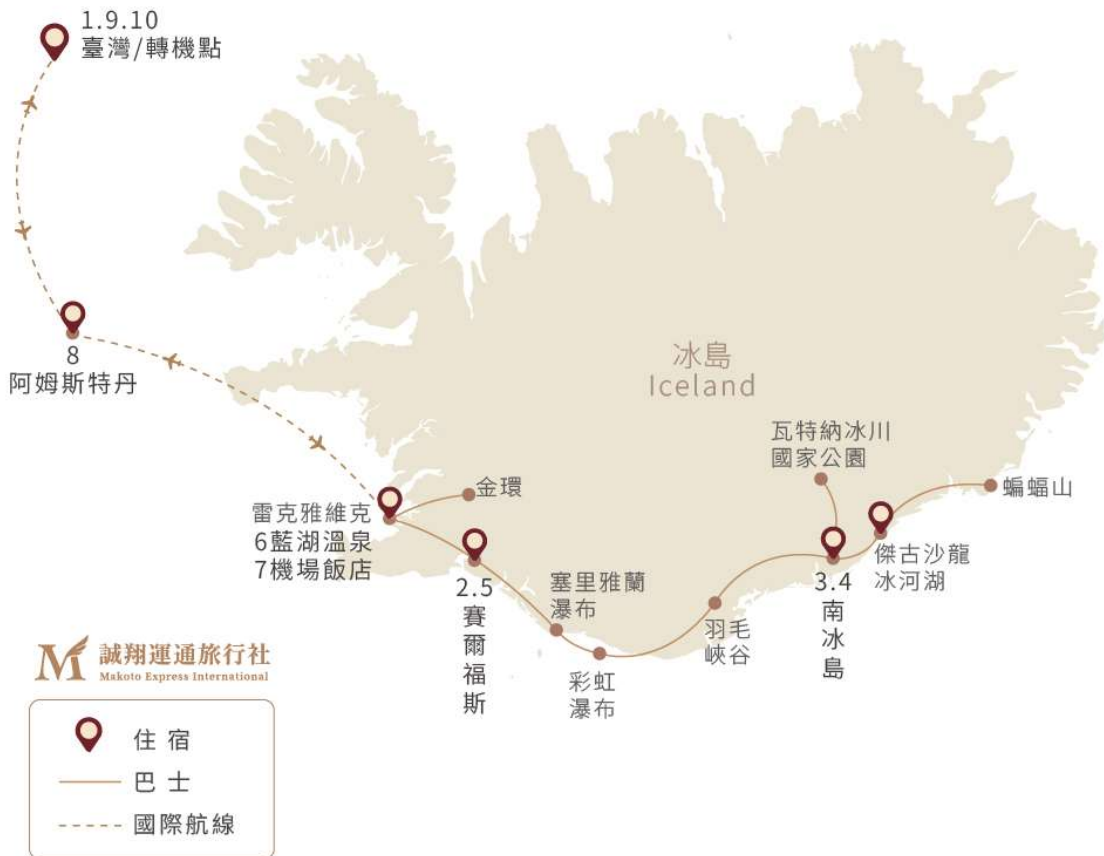 1.9.10
臺灣/轉機點
8
阿姆斯特丹
冰島
Iceland
瓦特納冰川
國家公園
蝙蝠山
金環
雷克雅維克
6藍湖溫泉
7機場飯店
2.5
賽爾福斯
塞里雅蘭
瀑布
彩虹
瀑布
羽毛
峽谷
3.4
南冰島
傑古沙龍
冰河湖
M 誠翔運通旅行社
Makoto Express International
住宿
巴士
國際航線